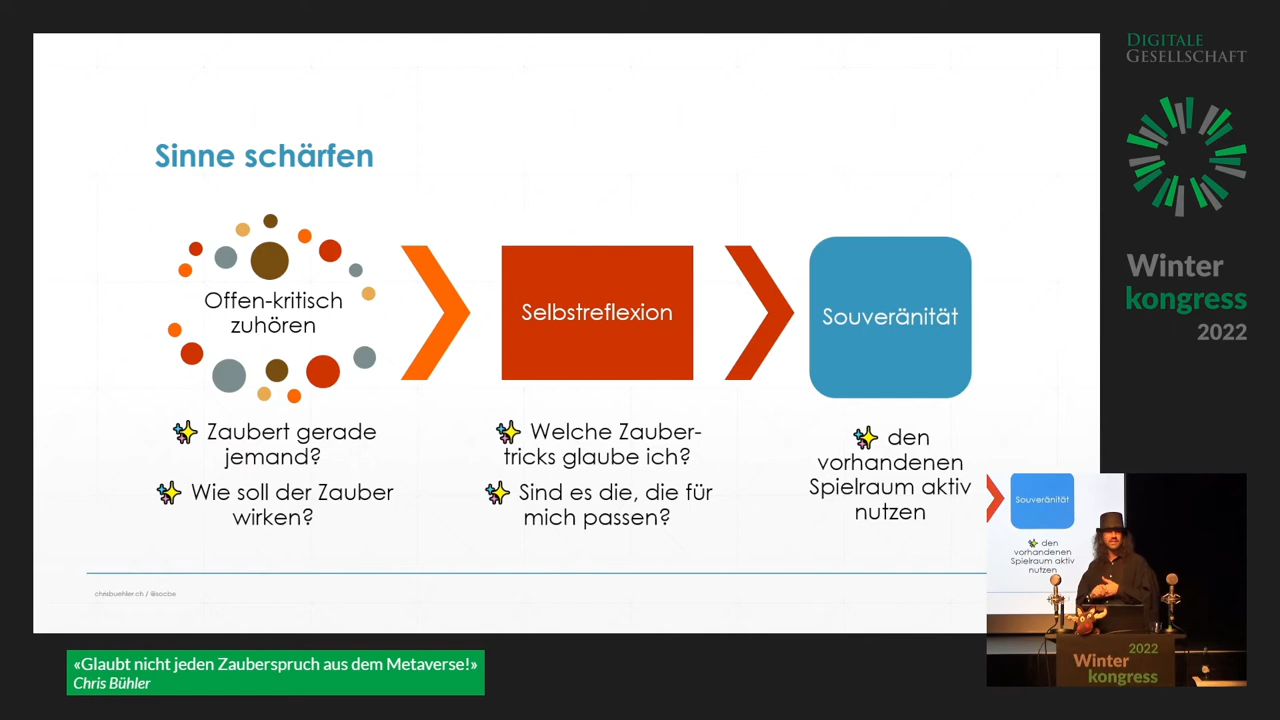 DIGITALE
GESELLSCHAFT
Winter
kongress
2022
Sinne schärfen
Offen-kritisch
zuhören
Selbstreflexion
Souveränität
✨ Zaubert gerade
jemand?
✨ Wie soll der Zauber
wirken?
✨ Welche Zauber-
tricks glaube ich?
✨ Sind es die, die für
mich passen?
✨ den
vorhandenen
Spielraum aktiv
nutzen
chrisbuehler.ch / @socbe
Souveränität
✨ den
vorhandenen
Spielraum aktiv
nutzen
2022
Winter
kongress
«Glaubt nicht jeden Zauberspruch aus dem Metaverse!»
Chris Bühler